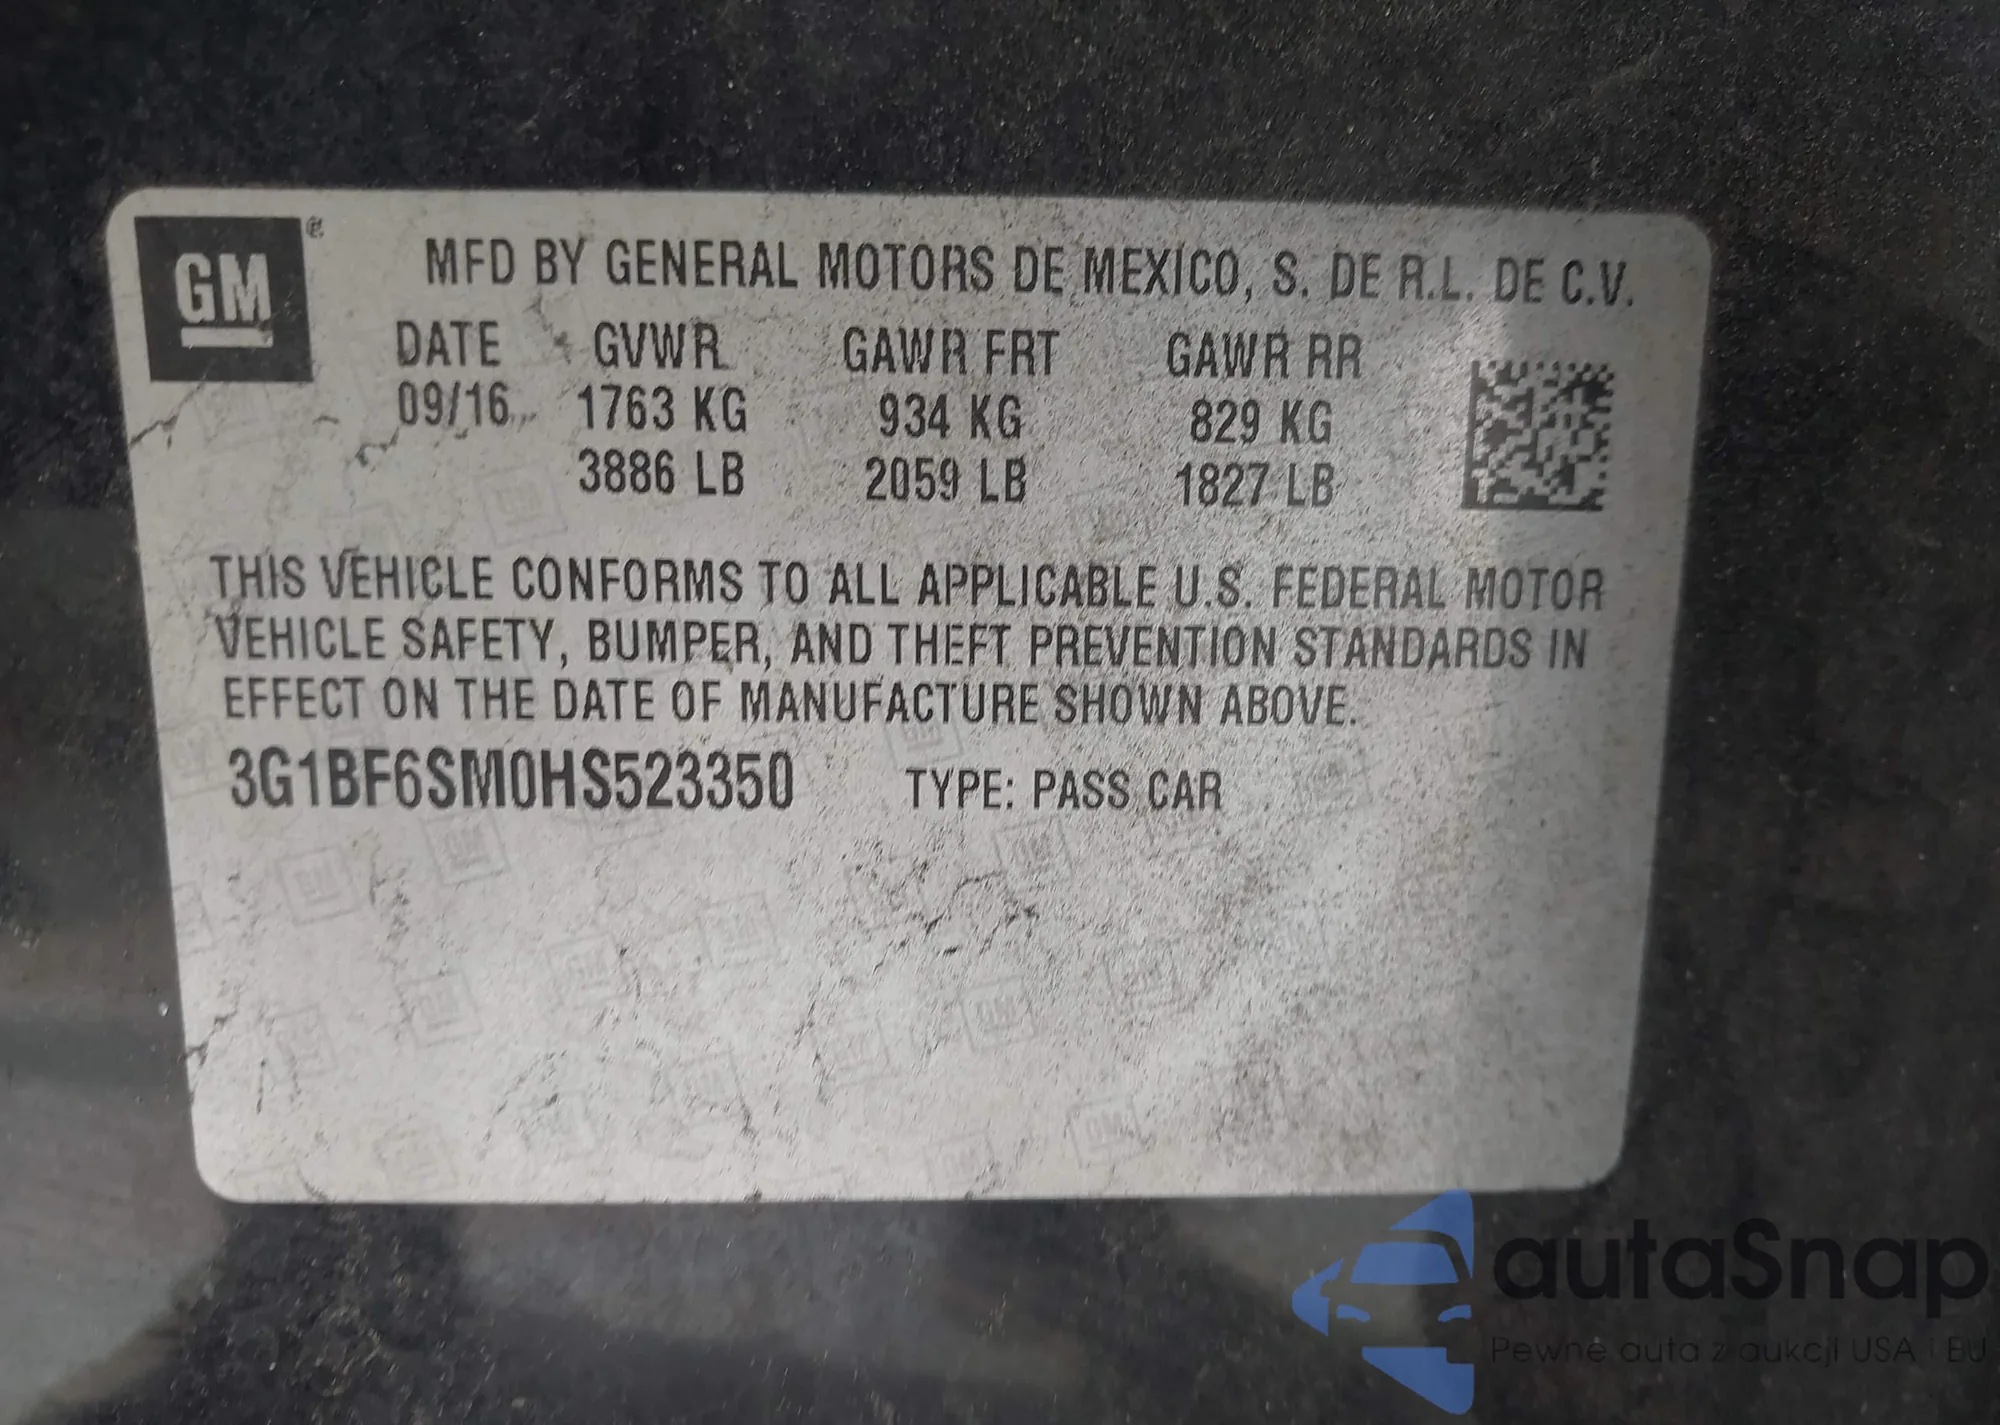 GM ®
MFD BY GENERAL MOTORS DE MEXICO, S. DE R.L. DE C.V.
DATE GVWR GAWR FRT GAWR RR
09/16 1763 KG 934 KG 829 KG
3886 LB 2059 LB 1827 LB
THIS VEHICLE CONFORMS TO ALL APPLICABLE U.S. FEDERAL MOTOR
VEHICLE SAFETY, BUMPER, AND THEFT PREVENTION STANDARDS IN
EFFECT ON THE DATE OF MANUFACTURE SHOWN ABOVE.
3G1BF6SM0HS523350 TYPE: PASS CAR
autaSnap
Pewne auta z aukcji USA i EU